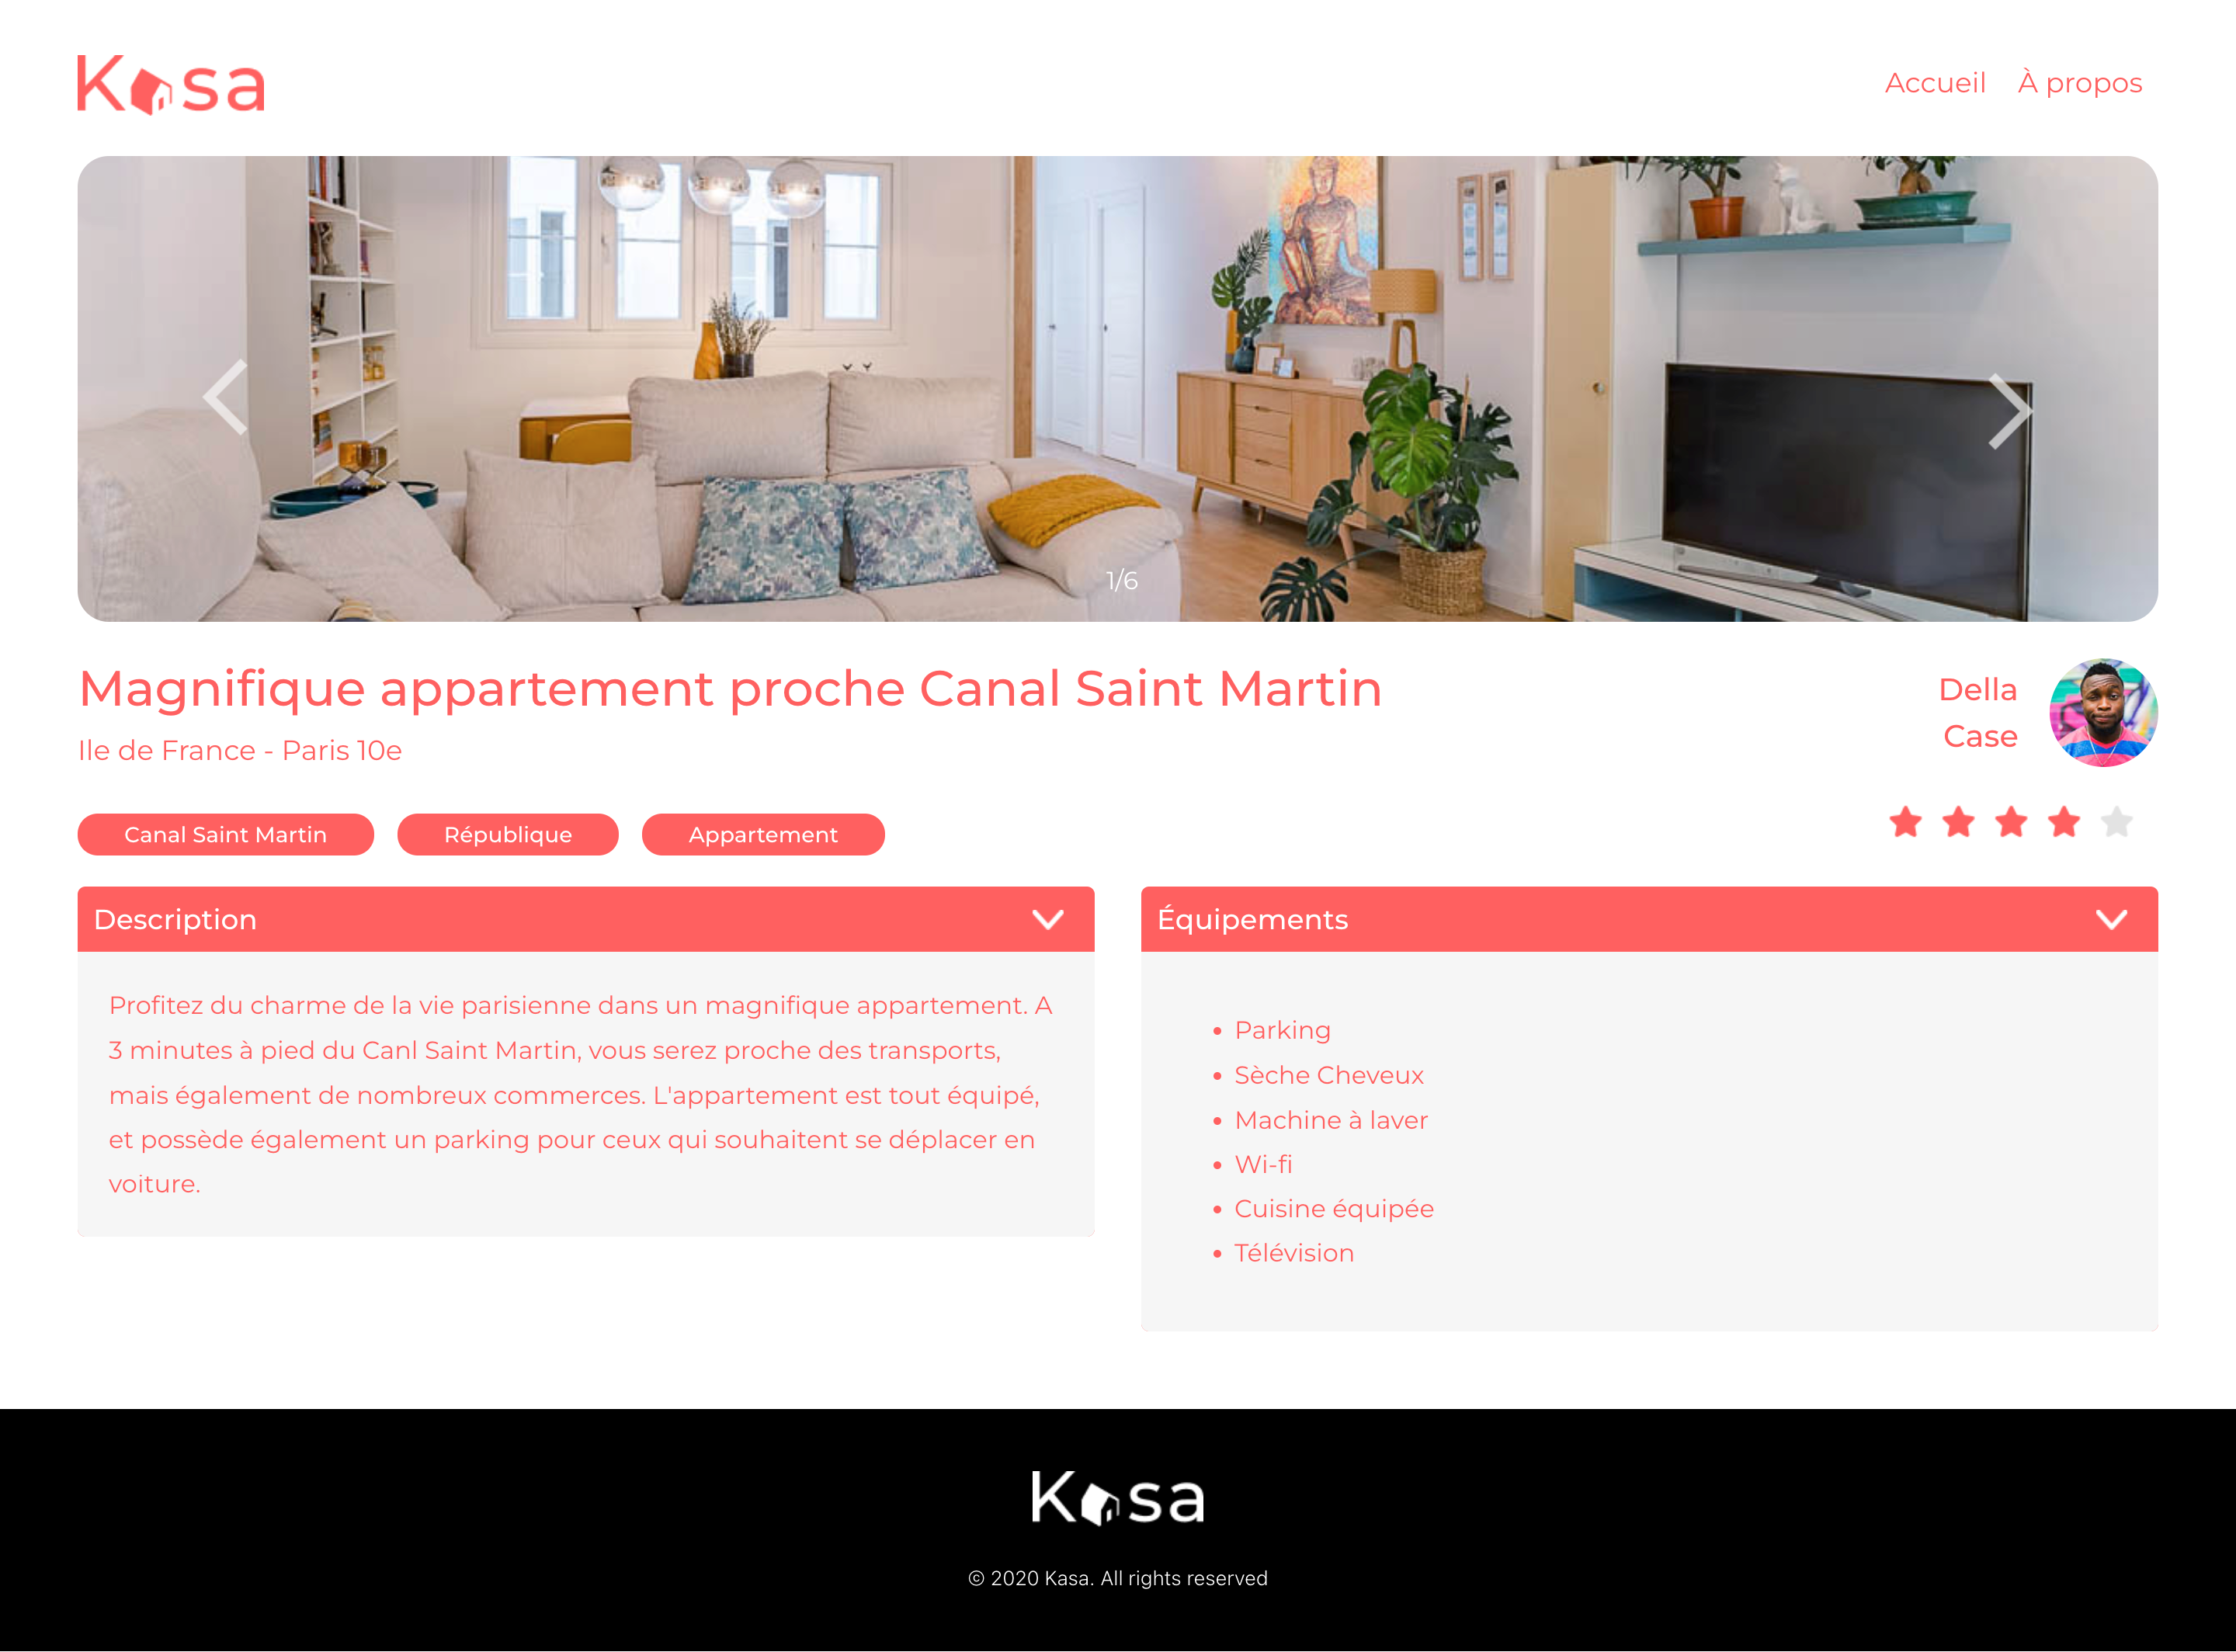 Kasa
Accueil À propos
1/6
Magnifique appartement proche Canal Saint Martin
Ile de France - Paris 10e
Della
Case
Canal Saint Martin
République
Appartement
Description
Profitez du charme de la vie parisienne dans un magnifique appartement. A
3 minutes à pied du Canl Saint Martin, vous serez proche des transports,
mais également de nombreux commerces. L'appartement est tout équipé,
et possède également un parking pour ceux qui souhaitent se déplacer en
voiture.
Équipements
Parking
Sèche Cheveux
Machine à laver
Wi-fi
Cuisine équipée
Télévision
Kasa
© 2020 Kasa. All rights reserved